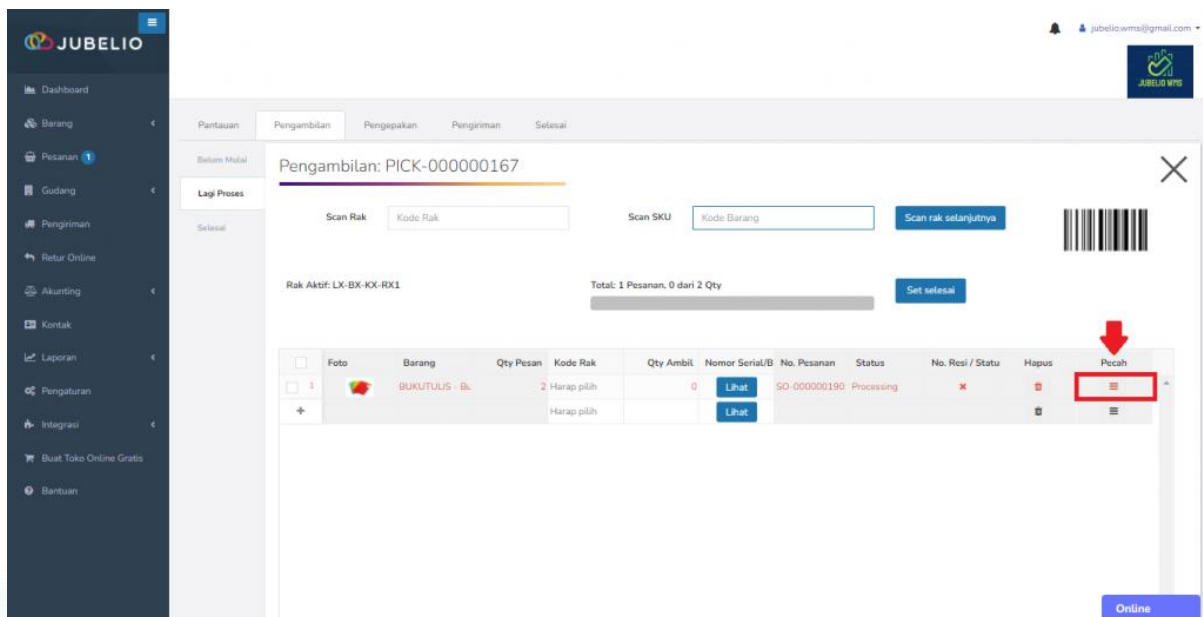 JUBELIO
jubelio.wms@gmail.com
JUBELIO WMS
Dashboard
Barang
Pesanan 1
Gudang
Pengiriman
Retur Online
Akunting
Kontak
Laporan
Pengaturan
Integrasi
Buat Toko Online Gratis
Bantuan
Pantauan Pengambilan Pengepakan Pengiriman Selesai
Belum Mulai
Lagi Proses
Selesai
Pengambilan: PICK-000000167
Scan Rak Kode Rak Scan SKU Kode Barang Scan rak selanjutnya
Rak Aktif: LX-BX-KX-RX1 Total: 1 Pesanan, 0 dari 2 Qty Set selesai
Foto Barang Qty Pesan Kode Rak Qty Ambil Nomor Serial/B No. Pesanan Status No. Resi / Statu Hapus Pecah
1 BUKUTULIS - BL 2 Harap pilih 0 Lihat SO-000000190 Processing
+ Harap pilih Lihat
Online